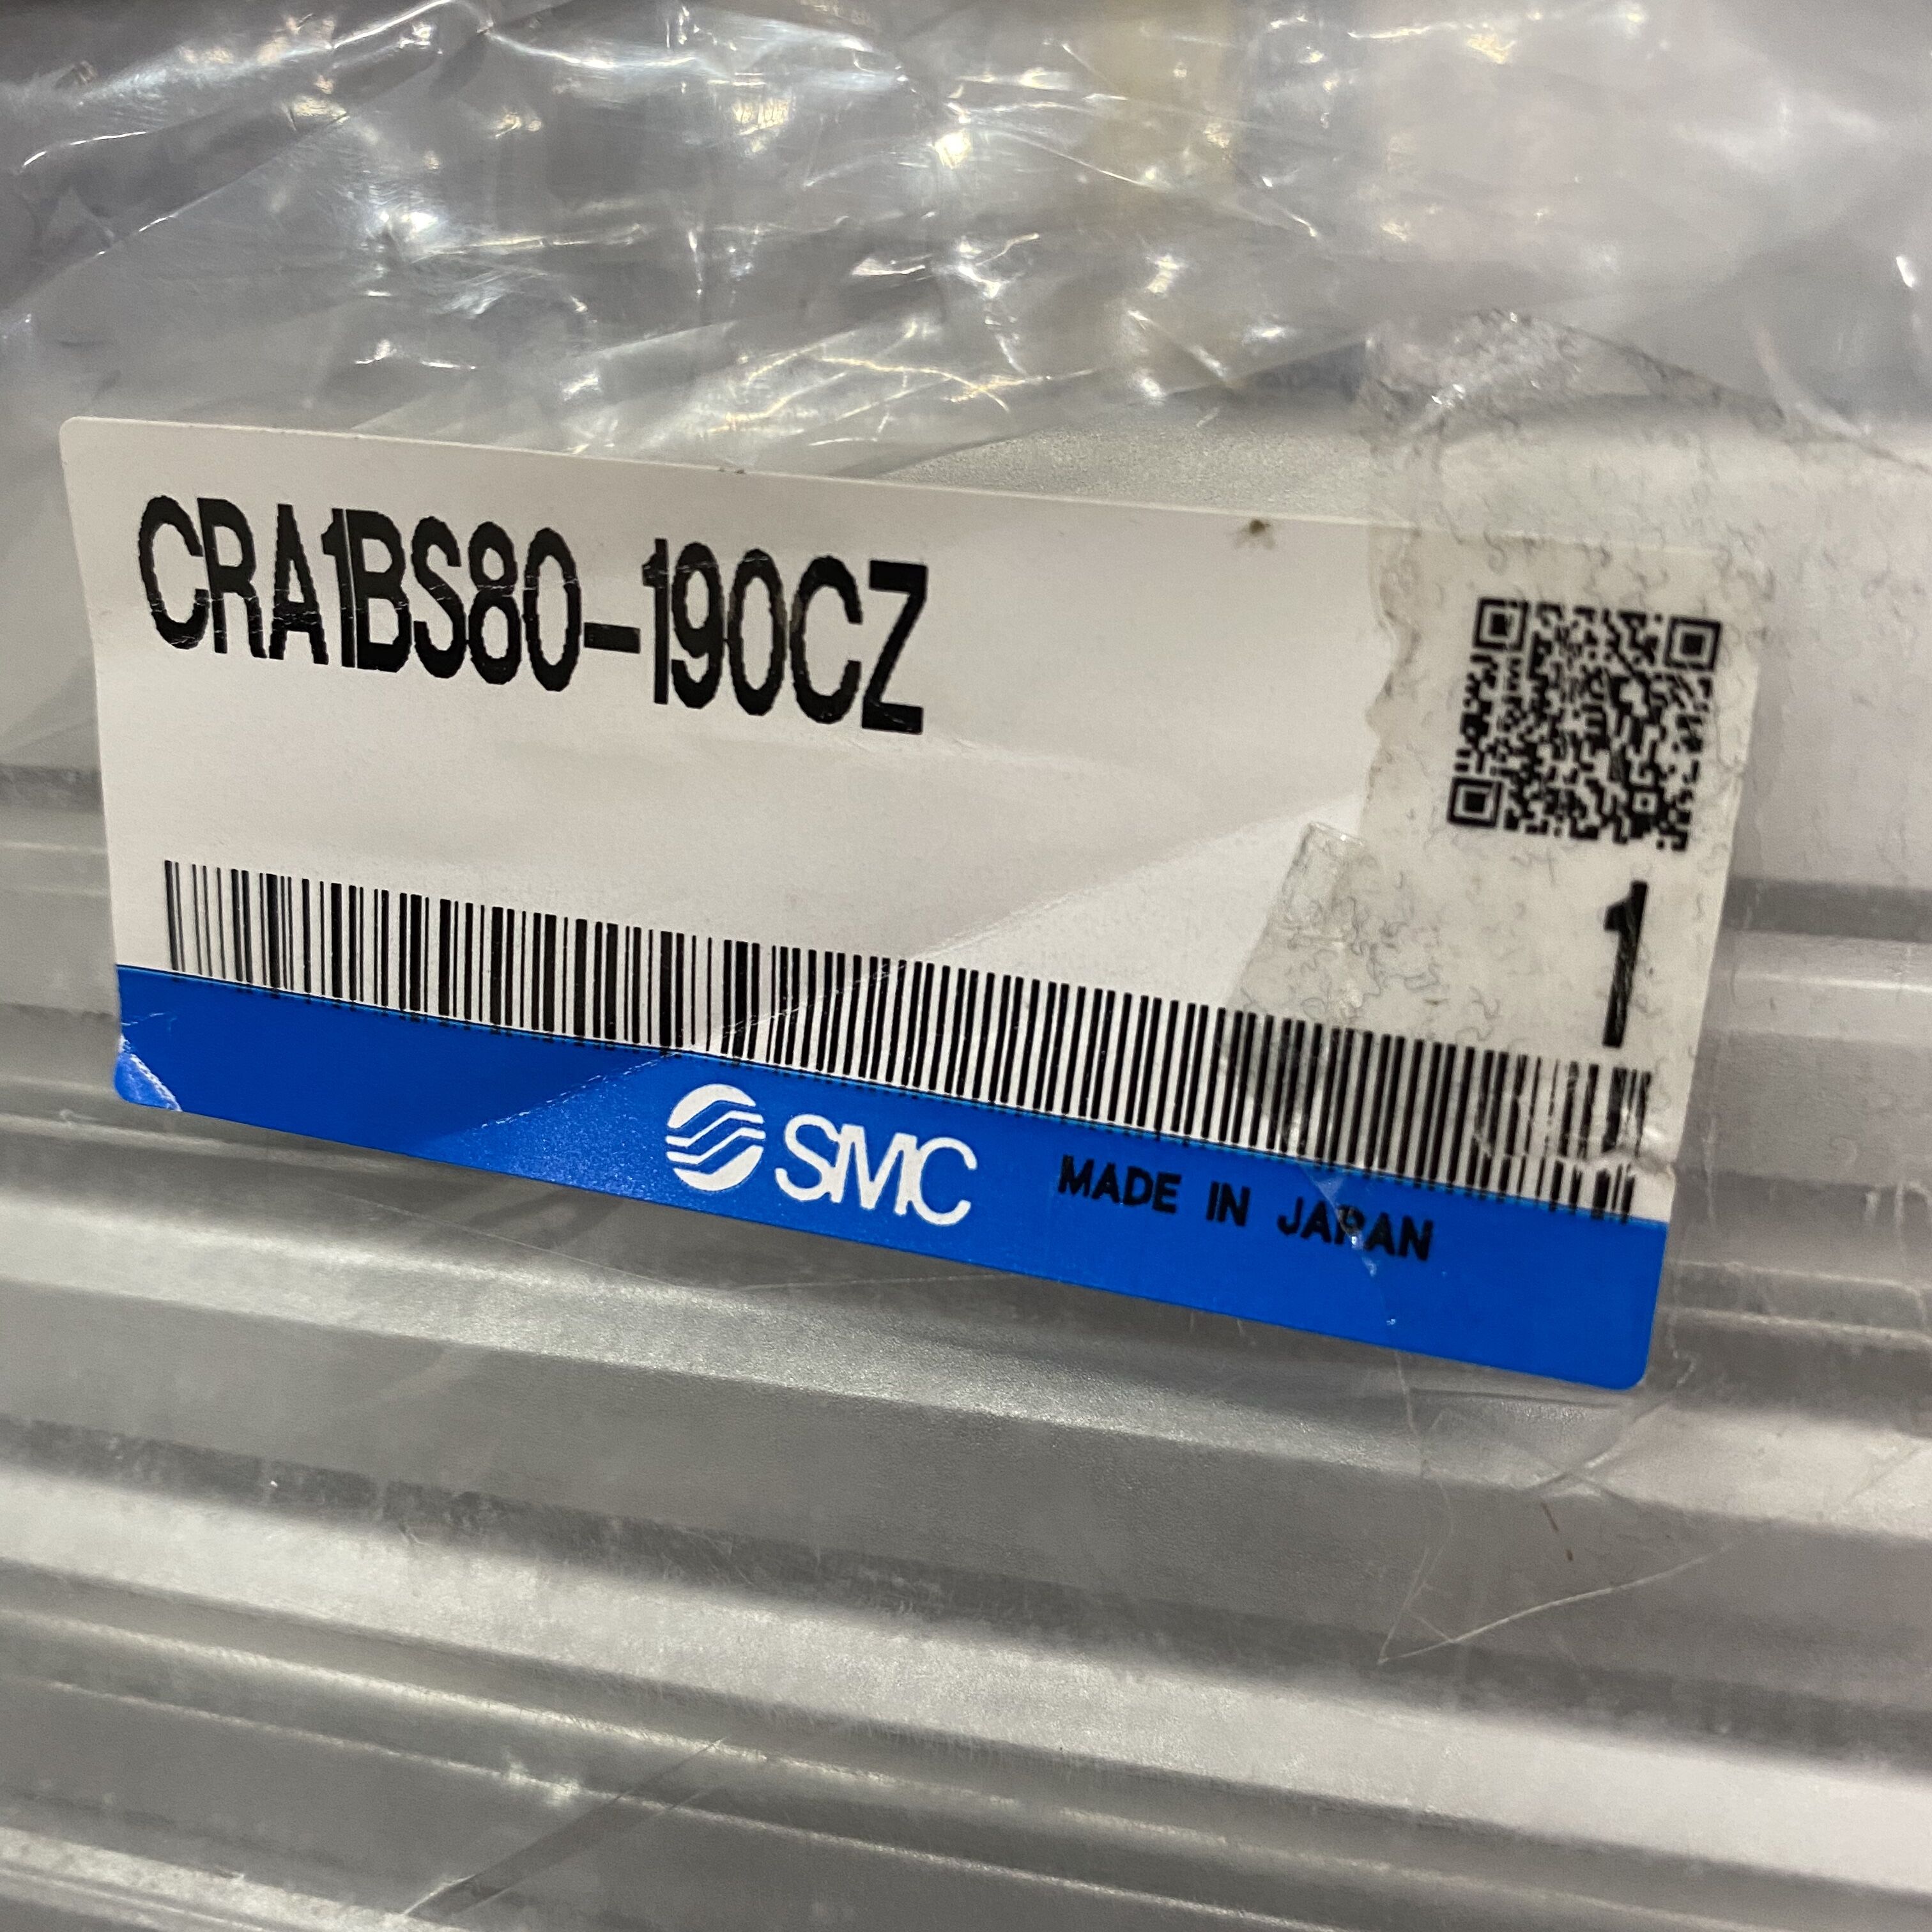 CRA1BS80-190CZ
1
SMC MADE IN JAPAN